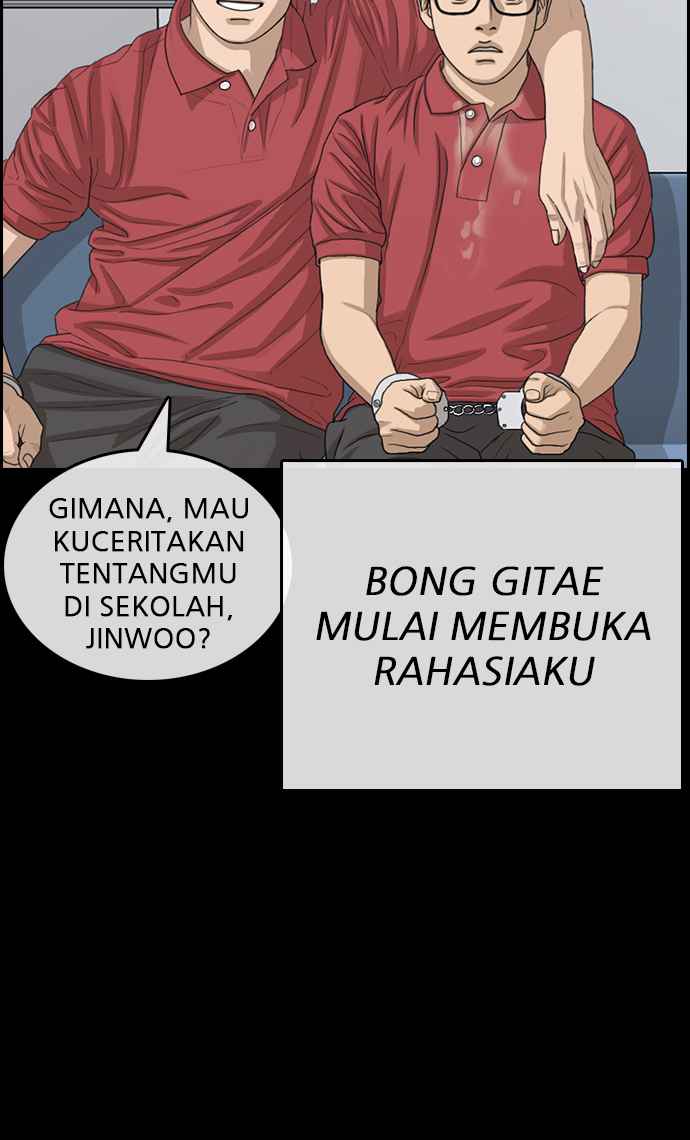 GIMANA, MAU
KUCERITAKAN
TENTANGMU
DI SEKOLAH,
JINWOO?
BONG GITAE
MULAI MEMBUKA
RAHASIAKU